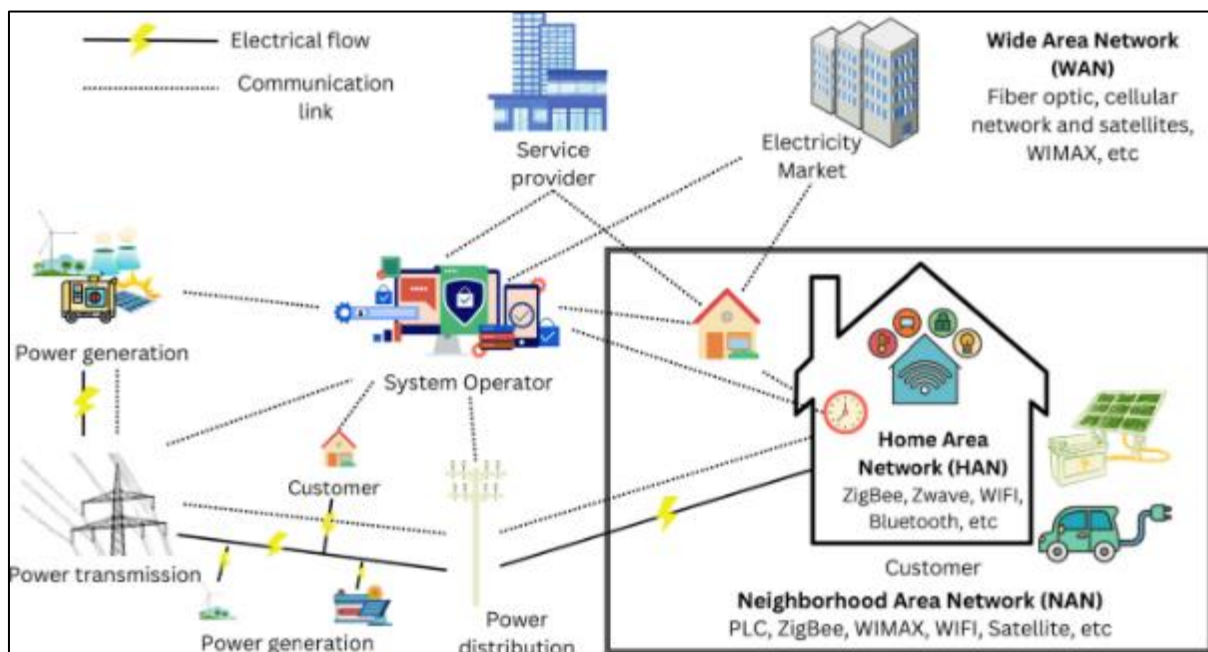 Electrical flow
Communication
link
Service
provider
Electricity
Market
Wide Area Network
(WAN)
Fiber optic, cellular
network and satellites,
WIMAX, etc
Power generation
System Operator
Customer
Power transmission
Power generation
Power
distribution
Home Area
Network (HAN)
ZigBee, Zwave, WIFI,
Bluetooth, etc
Customer
Neighborhood Area Network (NAN)
PLC, ZigBee, WIMAX, WIFI, Satellite, etc